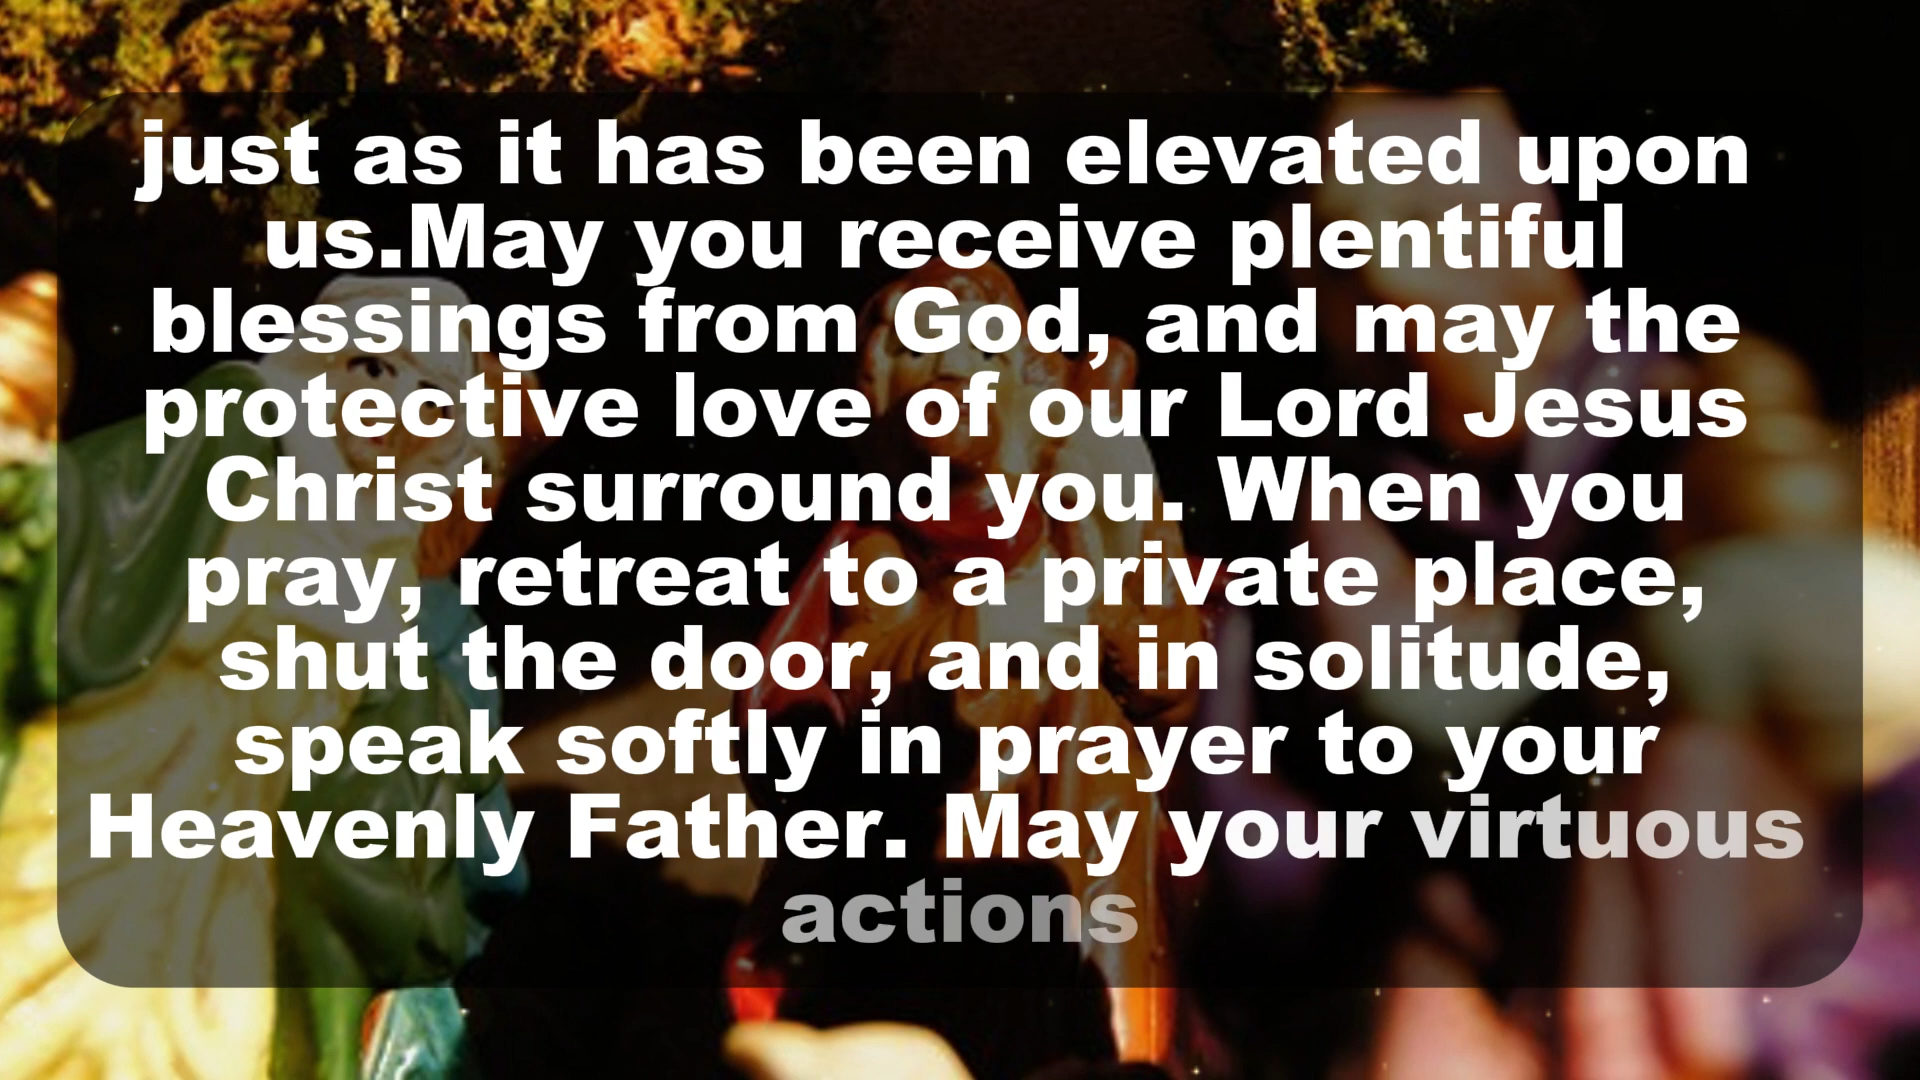 just as it has been elevated upon
us.May you receive plentiful
blessings from God, and may the
protective love of our Lord Jesus
Christ surround you. When you
pray, retreat to a private place,
shut the door, and in solitude,
speak softly in prayer to your
Heavenly Father. May your virtuous
actions